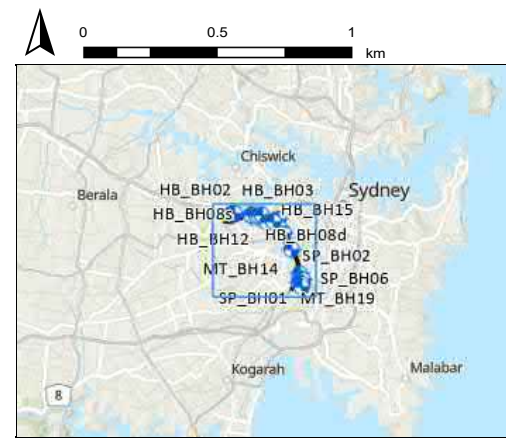 0 0.5 1
km
Chiswick
HB_BH02 HB_BH03
Berala
Sydney
HB_BH08s
HB_BH15
HB_BH12
HB_BH08d
SP_BH02
MT_BH14
SP_BH06
SP_BH01
MT_BH19
Kogarah
Malabar
8